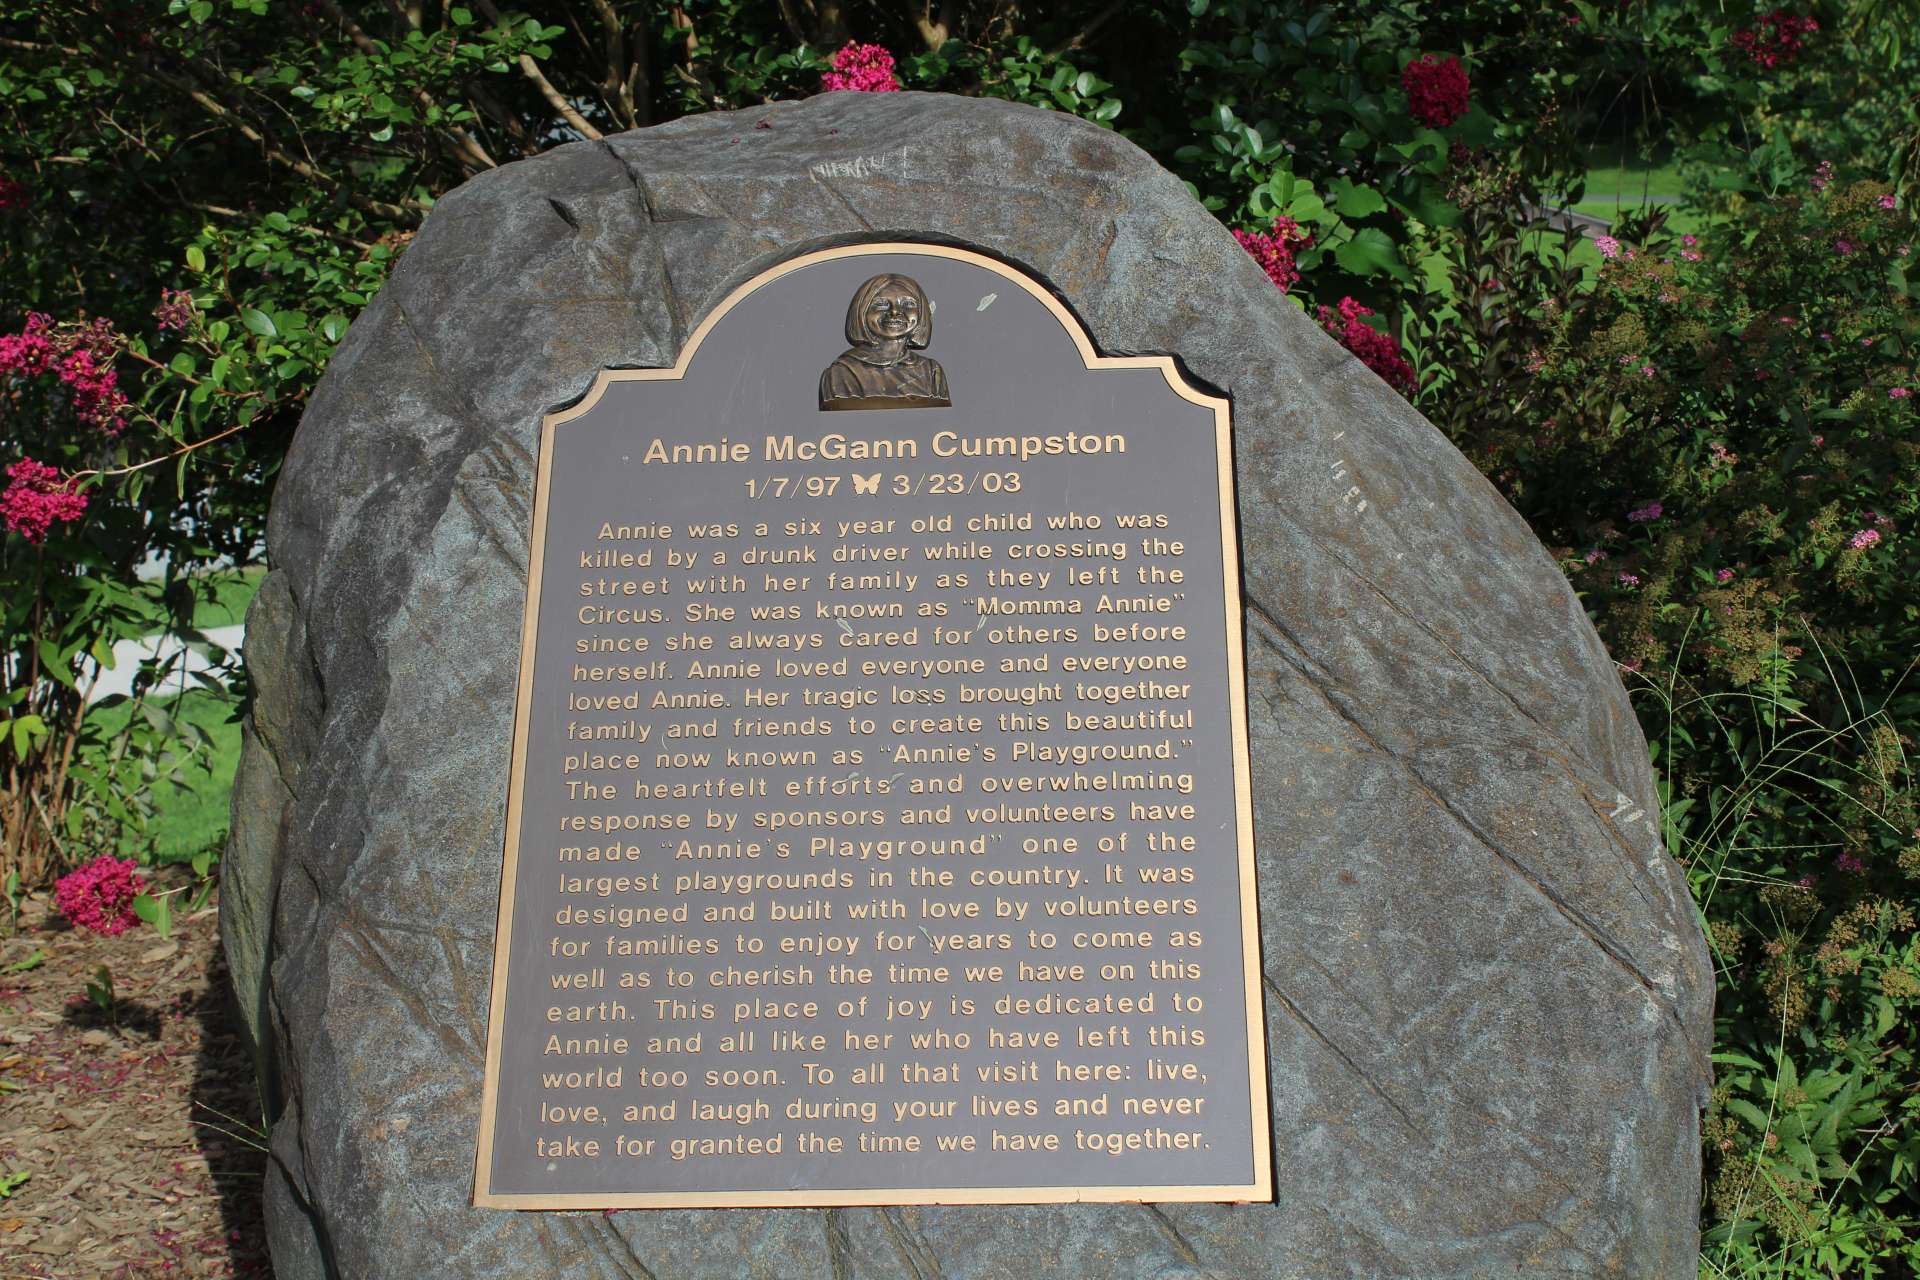 Annie McGann Cumpston
1/7/97 3/23/03
Annie was a six year old child who was
killed by a drunk driver while crossing the
street with her family as they left the
Circus. She was known as "Momma Annie"
since she always cared for others before
herself. Annie loved everyone and everyone
loved Annie. Her tragic loss brought together
family and friends to create this beautiful
place now known as "Annie's Playground."
The heartfelt efforts and overwhelming
response by sponsors and volunteers have
made "Annie's Playground" one of the
largest playgrounds in the country. It was
designed and built with love by volunteers
for families to enjoy for years to come as
well as to cherish the time we have on this
earth. This place of joy is dedicated to
Annie and all like her who have left this
world too soon. To all that visit here: live,
love, and laugh during your lives and never
take for granted the time we have together.